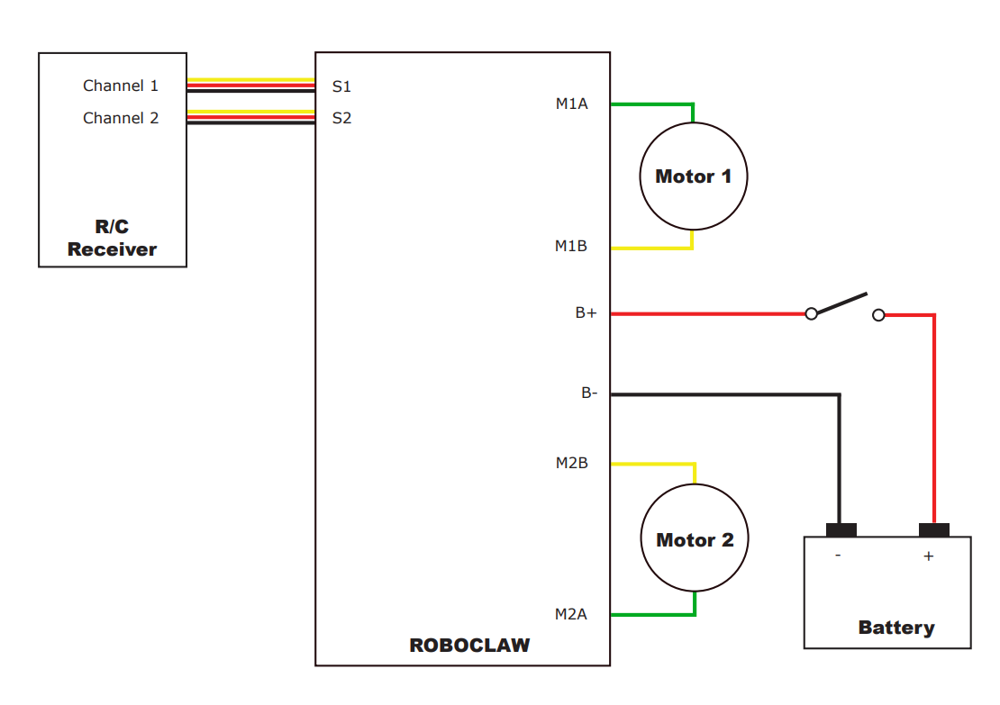 Channel 1
Channel 2
R/C
Receiver
S1
S2
M1A
M1B
B+
B-
M2B
M2A
ROBOCLAW
Motor 1
Motor 2
- +
Battery